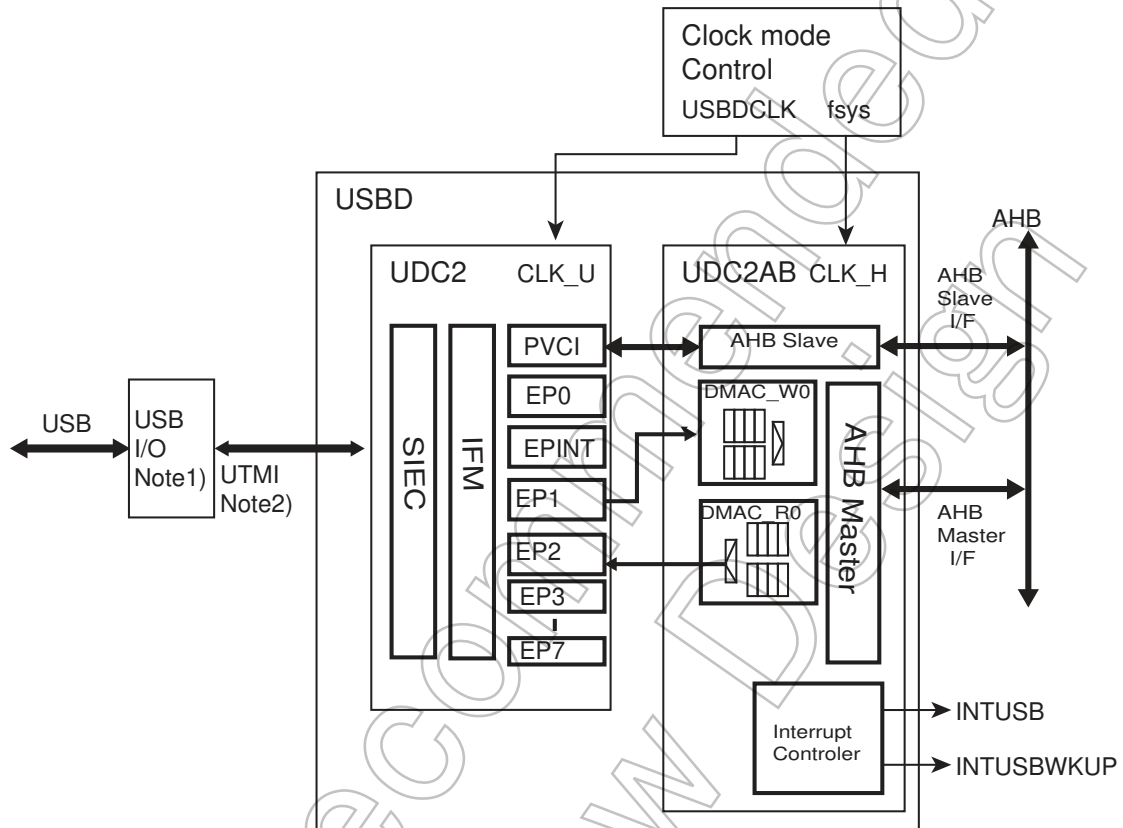 Clock mode
Control
USBDCLK fsys
USBD
AHB
UDC2 CLK_U
UDC2AB CLK_H
AHB
Slave
I/F
PVCI
AHB Slave
EP0
DMAC_W0
USB
USB
I/O
Note1)
UTMI
Note2)
SIEC
IFM
EPINT
EP1
AHB Master
DMAC_R0
AHB
Master
I/F
EP2
EP3
EP7
Interrupt
Controler
INTUSB
INTUSBWKUP
ecommended
w Design